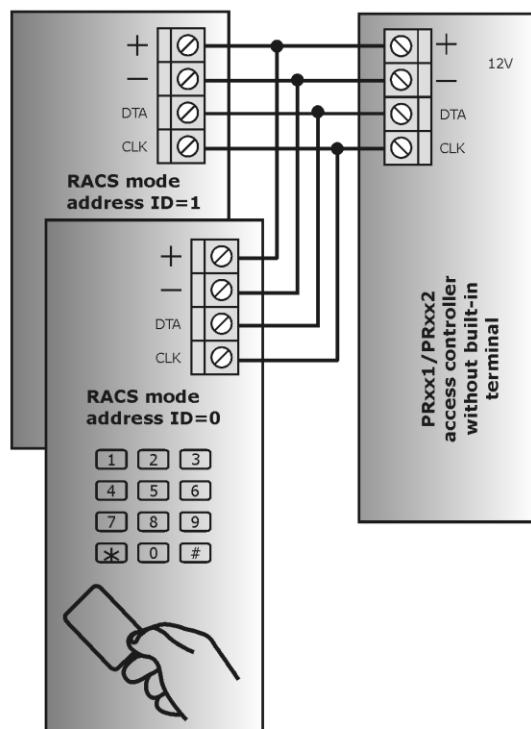 +
−
DTA
CLK
RACS mode
address ID=1
+
−
DTA
CLK
12V
PRxx1/PRxx2
access controller
without built-in
terminal
+
−
DTA
CLK
RACS mode
address ID=0
1 2 3
4 5 6
7 8 9
* 0 #